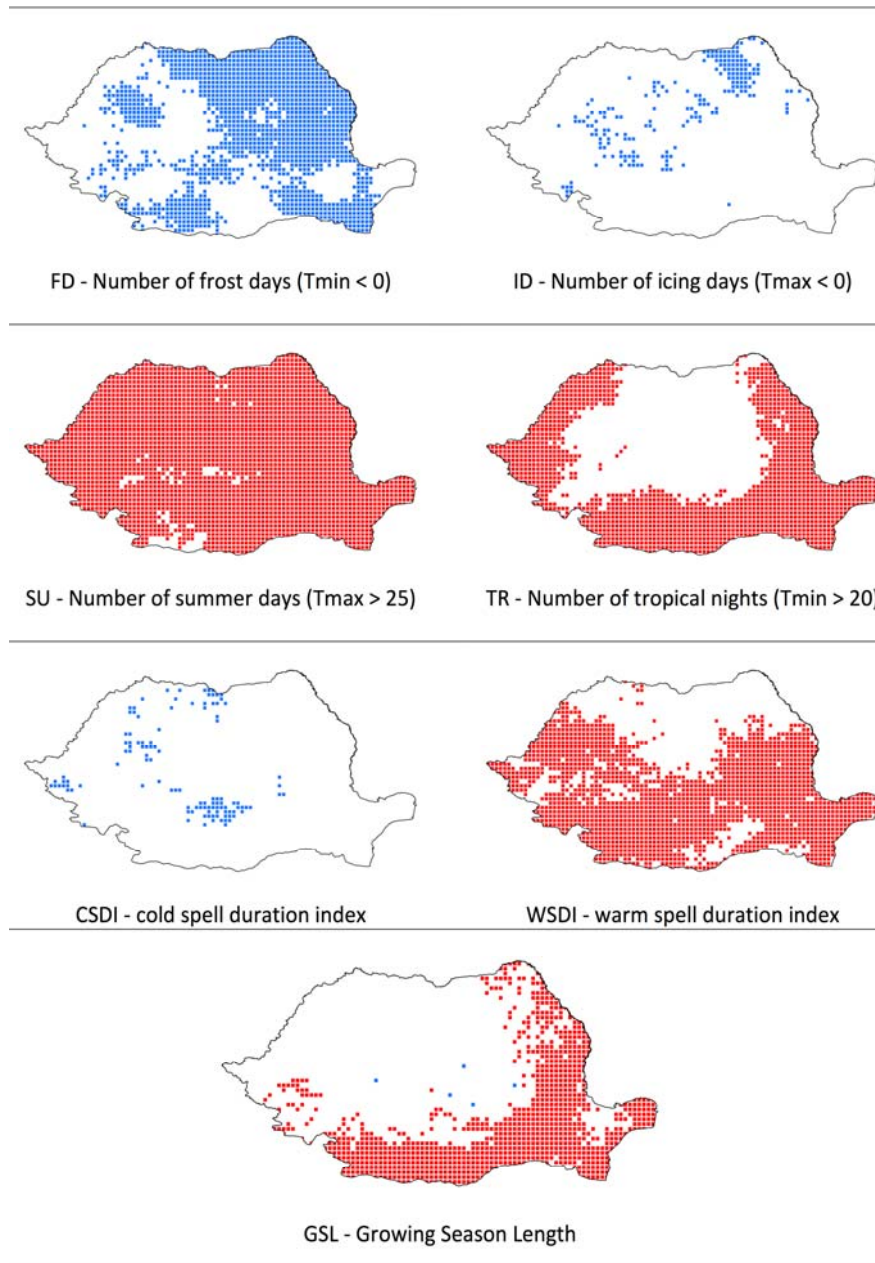 FD - Number of frost days (Tmin < 0)
ID - Number of icing days (Tmax < 0)
SU - Number of summer days (Tmax > 25)
TR - Number of tropical nights (Tmin > 20)
CSDI - cold spell duration index
WSDI - warm spell duration index
GSL - Growing Season Length